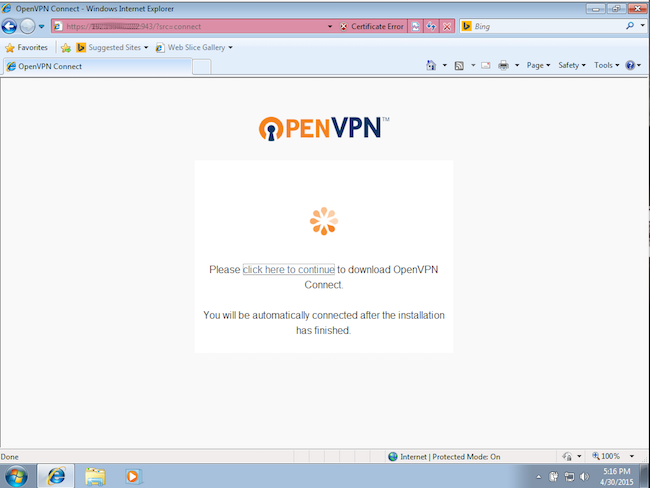 OpenVPN Connect - Windows Internet Explorer
https:// :943/?src=connect
Certificate Error
Bing
Favorites
Suggested Sites
Web Slice Gallery
OpenVPN Connect
Page
Safety
Tools
OPENVPN™
Please click here to continue to download OpenVPN
Connect.
You will be automatically connected after the installation
has finished.
Done
Internet | Protected Mode: On
100%
5:16 PM
4/30/2015